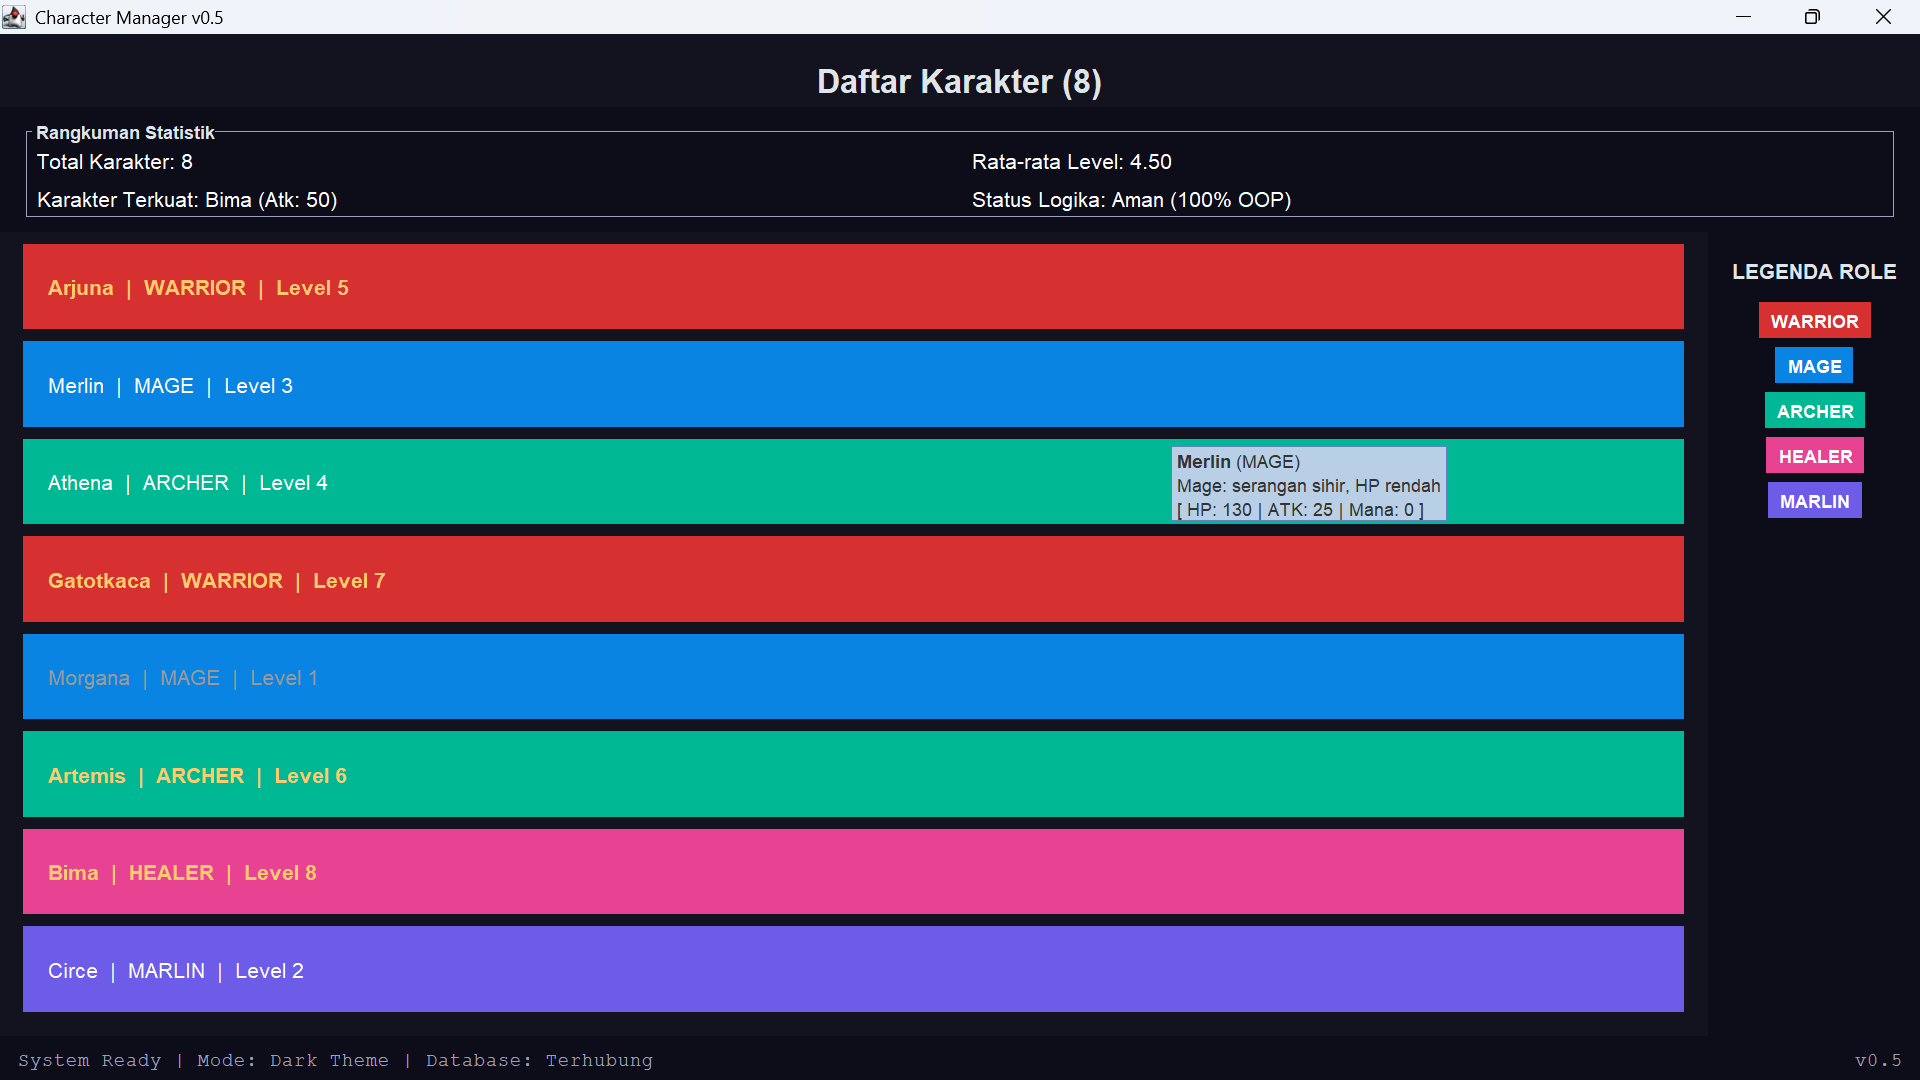 Character Manager v0.5
Daftar Karakter (8)
Rangkuman Statistik
Total Karakter: 8
Rata-rata Level: 4.50
Karakter Terkuat: Bima (Atk: 50)
Status Logika: Aman (100% OOP)
Arjuna | WARRIOR | Level 5
Merlin | MAGE | Level 3
Athena | ARCHER | Level 4
Merlin (MAGE)
Mage: serangan sihir, HP rendah
[ HP: 130 | ATK: 25 | Mana: 0 ]
Gatotkaca | WARRIOR | Level 7
Morgana | MAGE | Level 1
Artemis | ARCHER | Level 6
Bima | HEALER | Level 8
Circe | MARLIN | Level 2
LEGENDA ROLE
WARRIOR
MAGE
ARCHER
HEALER
MARLIN
System Ready | Mode: Dark Theme | Database: Terhubung
v0.5